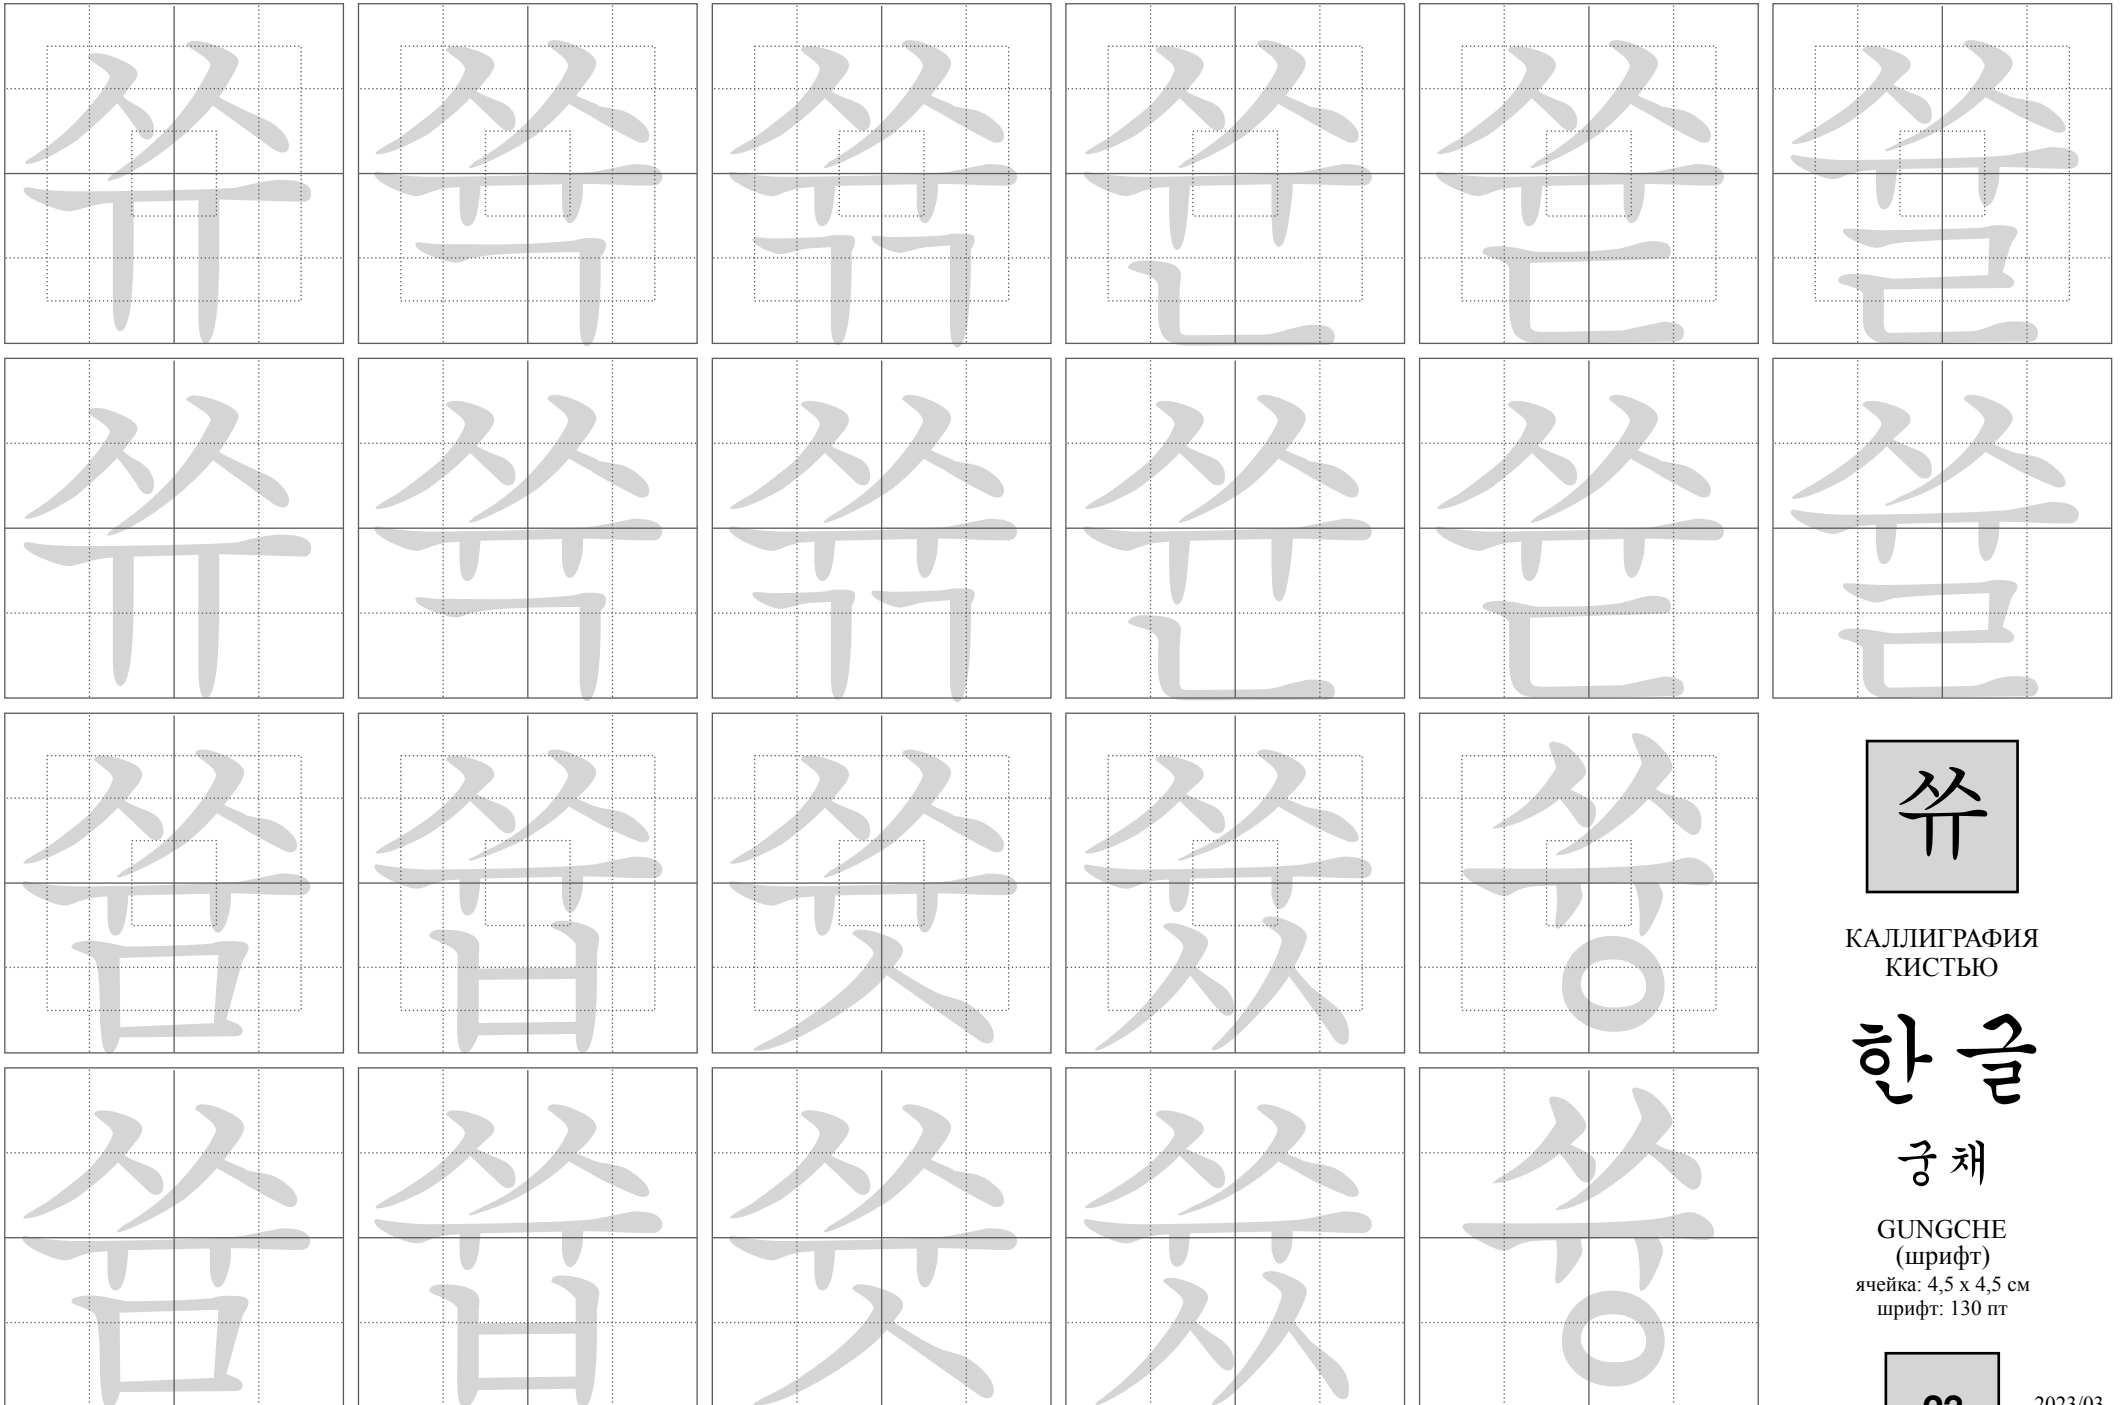 쓔 쓕 쓖 쓘 쓛 쓜
쓔 쓕 쓖 쓘 쓛 쓜
쓤 쓥 쓧 쓨 쓩
쓤 쓥 쓧 쓨 쓩
쓔
КАЛЛИГРАФИЯ
КИСТЬЮ
한글
궁채
GUNGCHE
(шрифт)
ячейка: 4,5 x 4,5 см
шрифт: 130 пт
2023/03